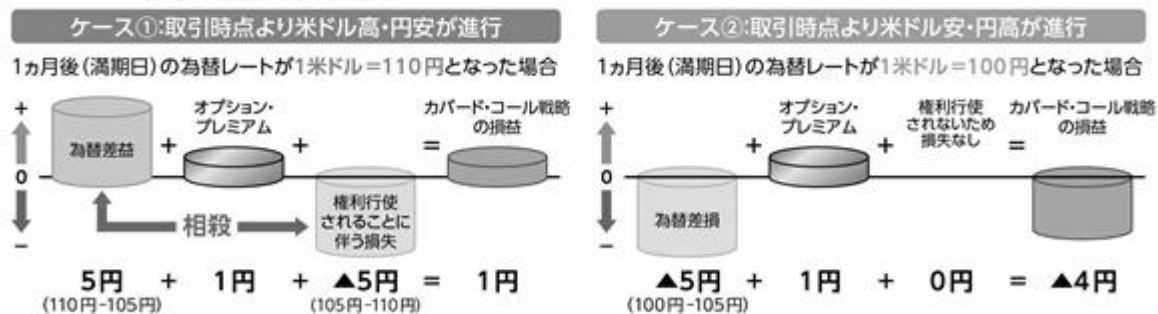 ケース①:取引時点より米ドル高・円安が進行
1ヵ月後(満期日)の為替レートが1米ドル=110円となった場合
+
0
−
為替差益
+
オプション・
プレミアム
+
権利行使
されることに
伴う損失
=
カバード・コール戦略
の損益
相殺
5円 + 1円 + ▲5円 = 1円
(110円-105円) (105円-110円)
ケース②:取引時点より米ドル安・円高が進行
1ヵ月後(満期日)の為替レートが1米ドル=100円となった場合
+
0
−
為替差損
+
オプション・
プレミアム
+
権利行使
されないため
損失なし
=
カバード・コール戦略
の損益
▲5円 + 1円 + 0円 = ▲4円
(100円-105円)